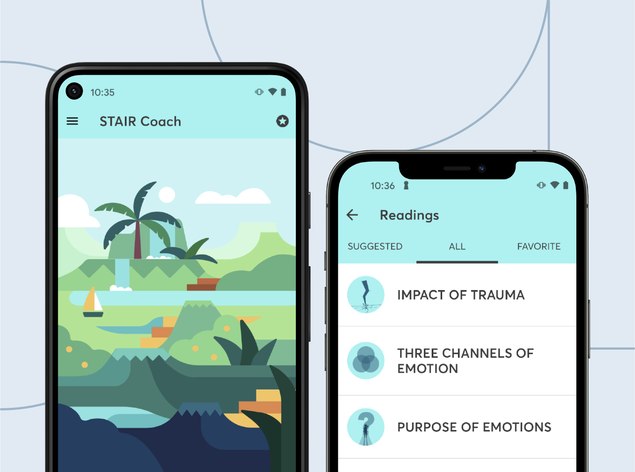 10:35
STAIR Coach
10:36
Readings
SUGGESTED ALL FAVORITE
IMPACT OF TRAUMA
THREE CHANNELS OF
EMOTION
PURPOSE OF EMOTIONS